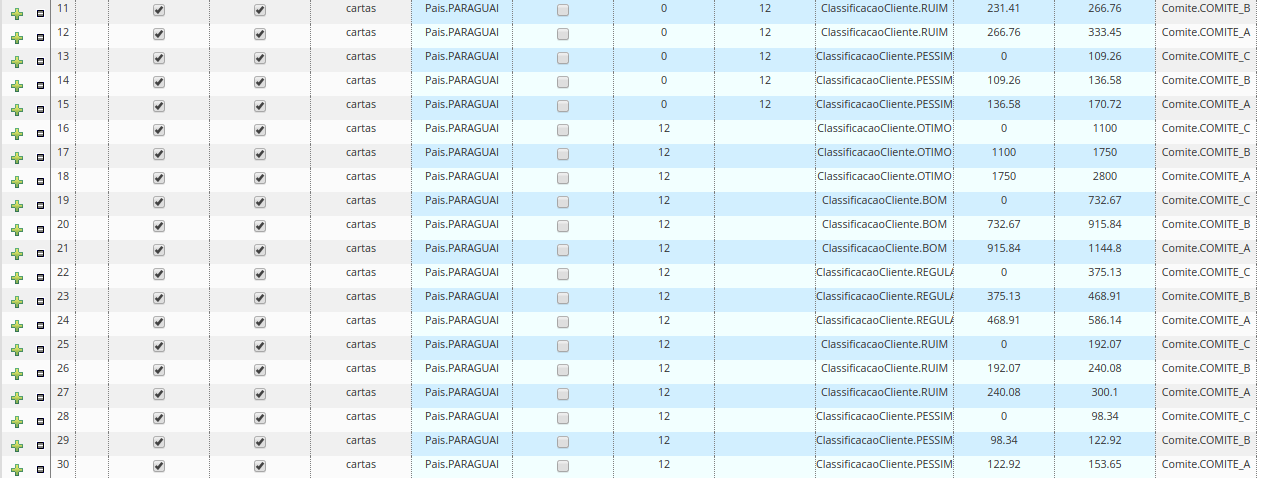 11 cartas Pais.PARAGUAI 0 12 ClassificacaoCliente.RUIM 231.41 266.76 Comite.COMITE_B
12 cartas Pais.PARAGUAI 0 12 ClassificacaoCliente.RUIM 266.76 333.45 Comite.COMITE_A
13 cartas Pais.PARAGUAI 0 12 ClassificacaoCliente.PESSIM 0 109.26 Comite.COMITE_C
14 cartas Pais.PARAGUAI 0 12 ClassificacaoCliente.PESSIM 109.26 136.58 Comite.COMITE_B
15 cartas Pais.PARAGUAI 0 12 ClassificacaoCliente.PESSIM 136.58 170.72 Comite.COMITE_A
16 cartas Pais.PARAGUAI 12 ClassificacaoCliente.OTIMO 0 1100 Comite.COMITE_C
17 cartas Pais.PARAGUAI 12 ClassificacaoCliente.OTIMO 1100 1750 Comite.COMITE_B
18 cartas Pais.PARAGUAI 12 ClassificacaoCliente.OTIMO 1750 2800 Comite.COMITE_A
19 cartas Pais.PARAGUAI 12 ClassificacaoCliente.BOM 0 732.67 Comite.COMITE_C
20 cartas Pais.PARAGUAI 12 ClassificacaoCliente.BOM 732.67 915.84 Comite.COMITE_B
21 cartas Pais.PARAGUAI 12 ClassificacaoCliente.BOM 915.84 1144.8 Comite.COMITE_A
22 cartas Pais.PARAGUAI 12 ClassificacaoCliente.REGULA 0 375.13 Comite.COMITE_C
23 cartas Pais.PARAGUAI 12 ClassificacaoCliente.REGULA 375.13 468.91 Comite.COMITE_B
24 cartas Pais.PARAGUAI 12 ClassificacaoCliente.REGULA 468.91 586.14 Comite.COMITE_A
25 cartas Pais.PARAGUAI 12 ClassificacaoCliente.RUIM 0 192.07 Comite.COMITE_C
26 cartas Pais.PARAGUAI 12 ClassificacaoCliente.RUIM 192.07 240.08 Comite.COMITE_B
27 cartas Pais.PARAGUAI 12 ClassificacaoCliente.RUIM 240.08 300.1 Comite.COMITE_A
28 cartas Pais.PARAGUAI 12 ClassificacaoCliente.PESSIM 0 98.34 Comite.COMITE_C
29 cartas Pais.PARAGUAI 12 ClassificacaoCliente.PESSIM 98.34 122.92 Comite.COMITE_B
30 cartas Pais.PARAGUAI 12 ClassificacaoCliente.PESSIM 122.92 153.65 Comite.COMITE_A